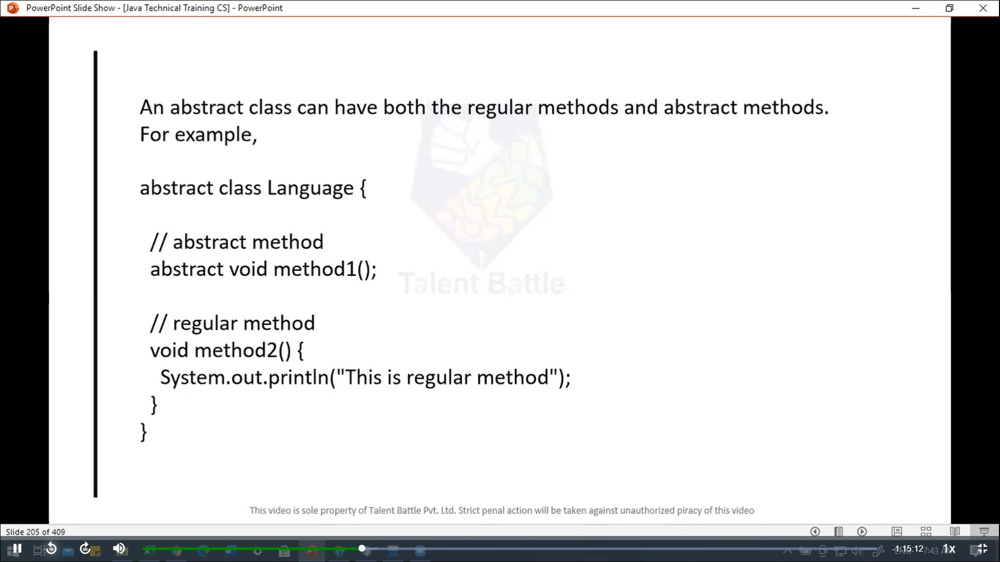 PowerPoint Slide Show - [Java Technical Training CS] - PowerPoint
An abstract class can have both the regular methods and abstract methods.
For example,
abstract class Language {
// abstract method
abstract void method1();
Talent Battle
// regular method
void method2() {
System.out.println("This is regular method");
}
}
This video is sole property of Talent Battle Pvt. Ltd. Strict penal action will be taken against unauthorized piracy of this video
Slide 205 of 409
10
30
-1:15:12
1x